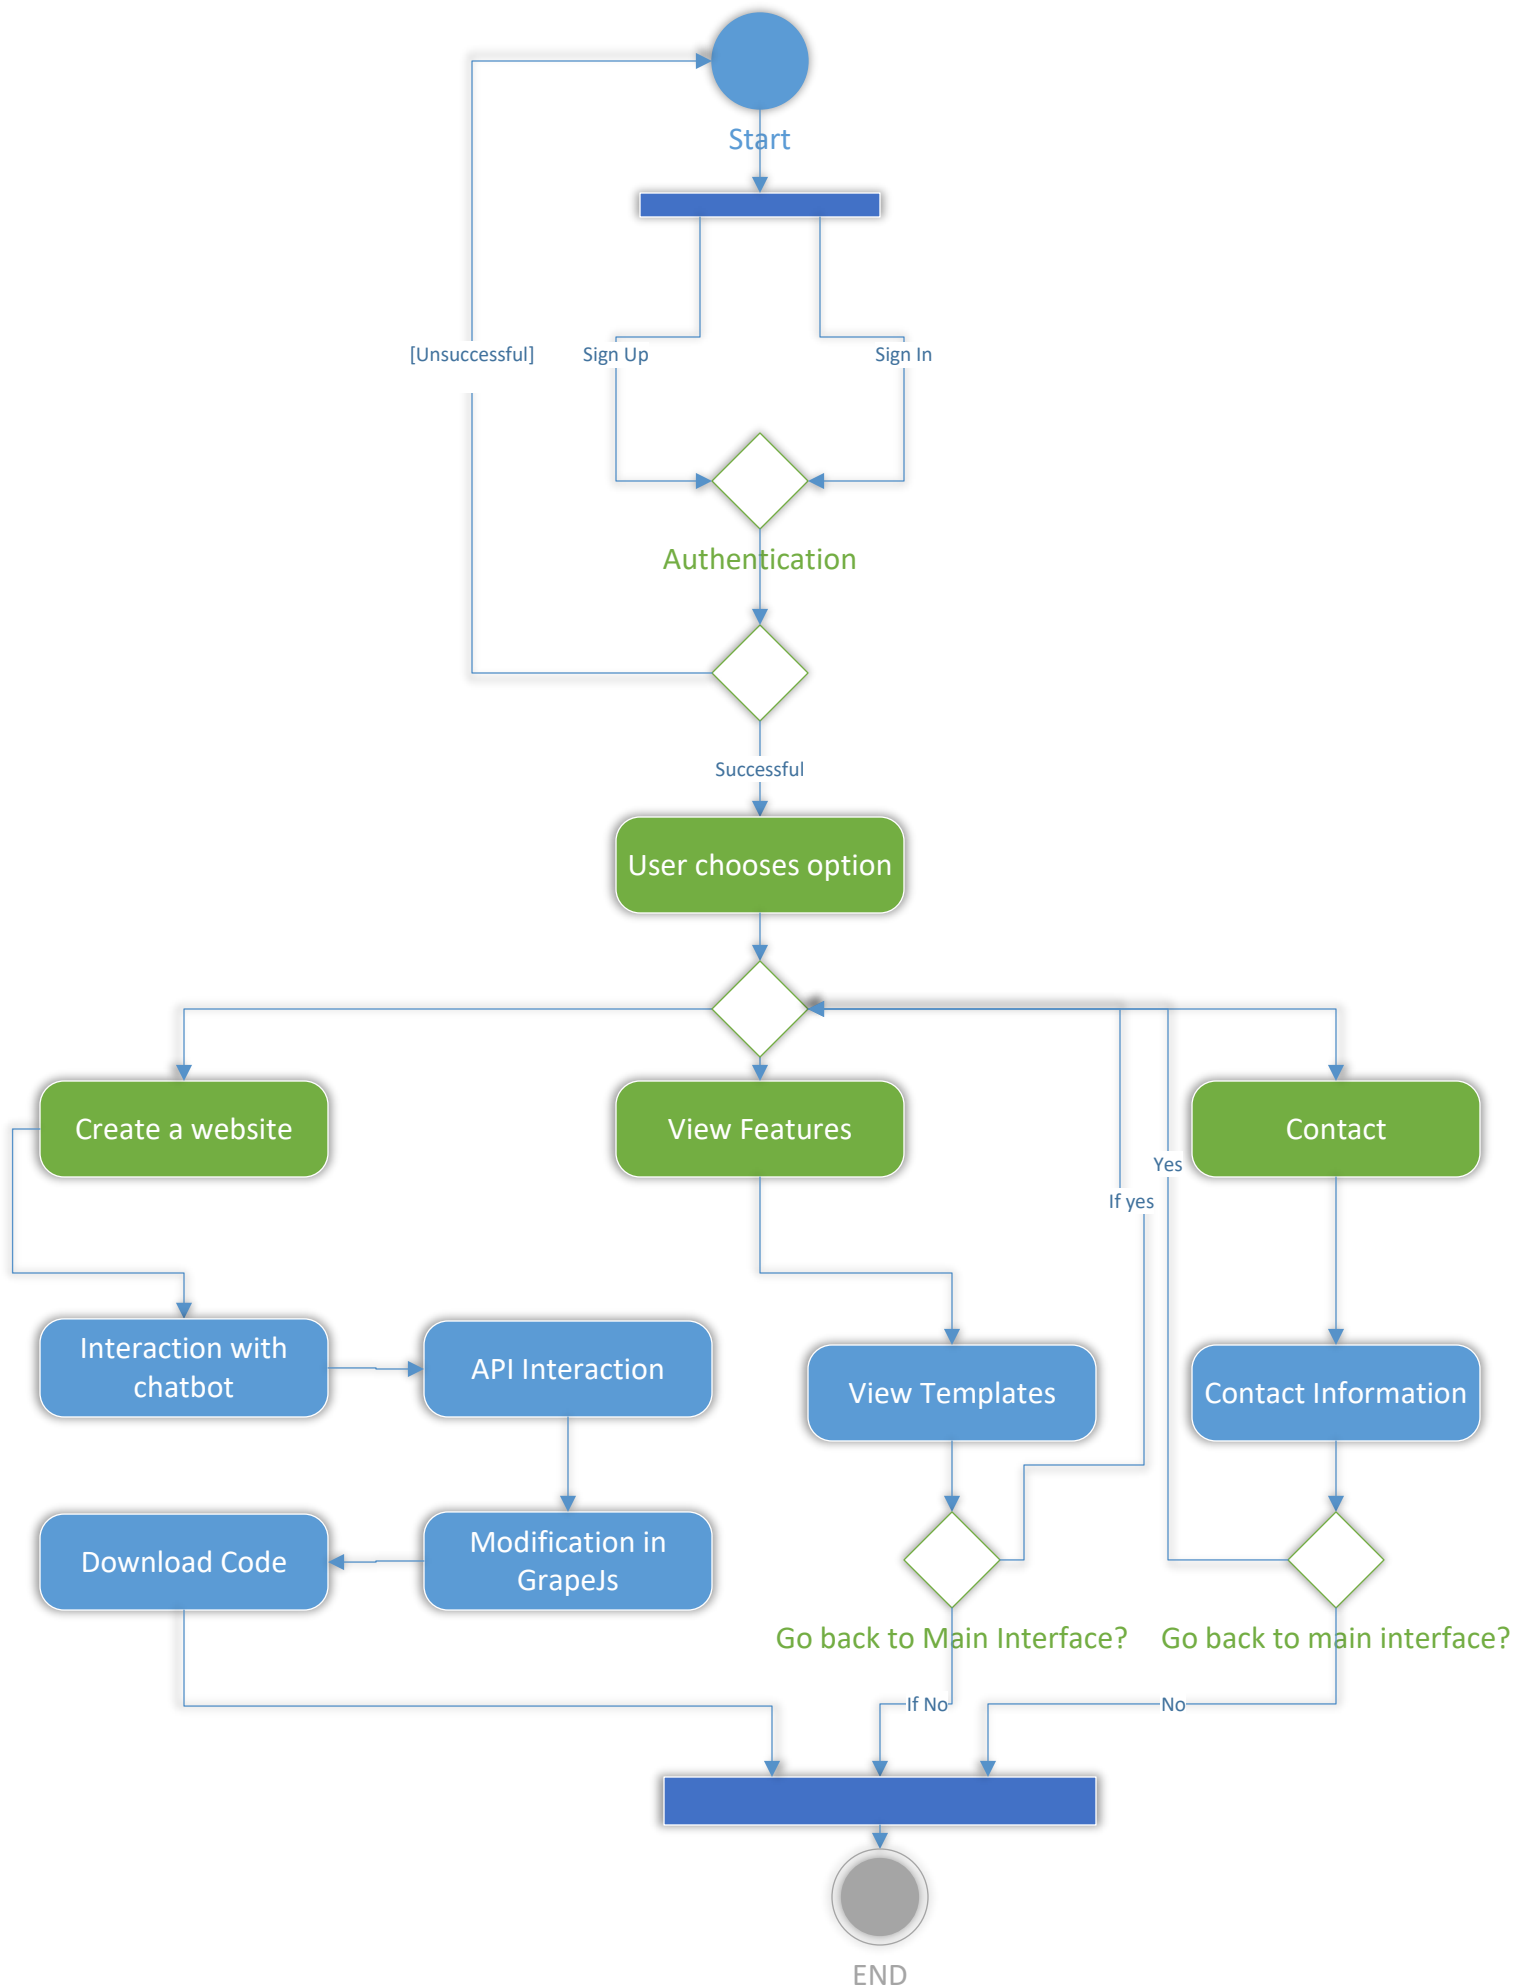 Start
[Unsuccessful]
Sign Up
Sign In
Authentication
Successful
User chooses option
Create a website
View Features
Contact
Yes
If yes
Interaction with
chatbot
API Interaction
View Templates
Contact Information
Download Code
Modification in
GrapeJs
Go back to Main Interface?
Go back to main interface?
If No
No
END